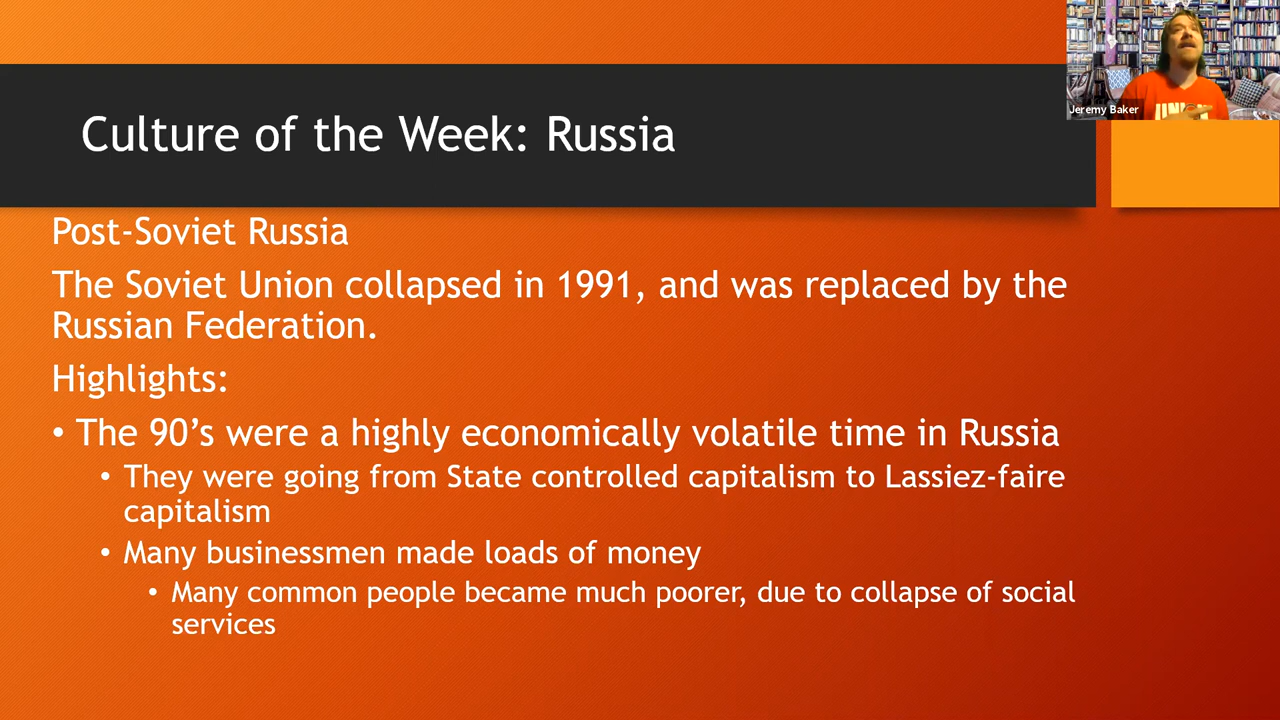 Jeremy Baker
Culture of the Week: Russia
Post-Soviet Russia
The Soviet Union collapsed in 1991, and was replaced by the
Russian Federation.
Highlights:
• The 90’s were a highly economically volatile time in Russia
• They were going from State controlled capitalism to Lassiez-faire
capitalism
• Many businessmen made loads of money
• Many common people became much poorer, due to collapse of social
services